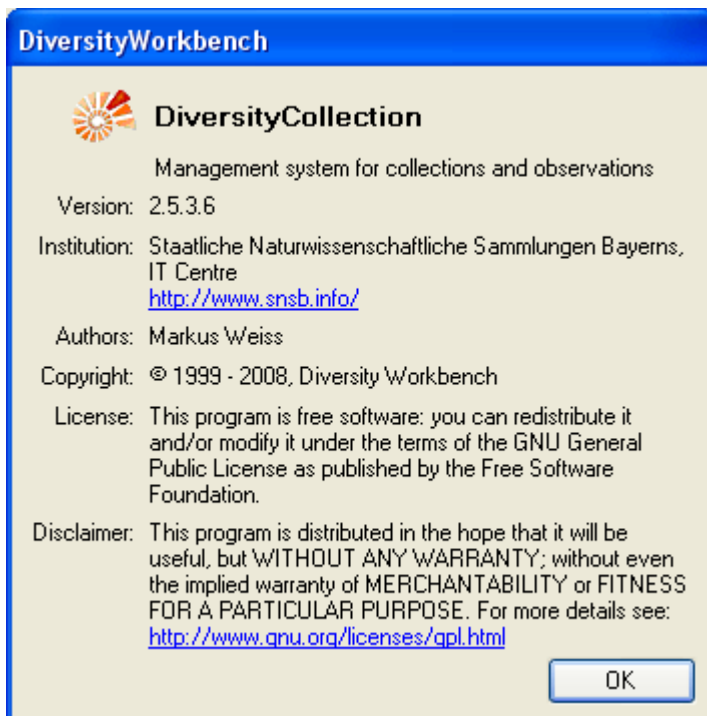 DiversityWorkbench
DiversityCollection
Management system for collections and observations
Version: 2.5.3.6
Institution: Staatliche Naturwissenschaftliche Sammlungen Bayerns,
IT Centre
http://www.snsb.info/
Authors: Markus Weiss
Copyright: © 1999 - 2008, Diversity Workbench
License: This program is free software: you can redistribute it
and/or modify it under the terms of the GNU General
Public License as published by the Free Software
Foundation.
Disclaimer: This program is distributed in the hope that it will be
useful, but WITHOUT ANY WARRANTY; without even
the implied warranty of MERCHANTABILITY or FITNESS
FOR A PARTICULAR PURPOSE. For more details see:
http://www.gnu.org/licenses/gpl.html
OK